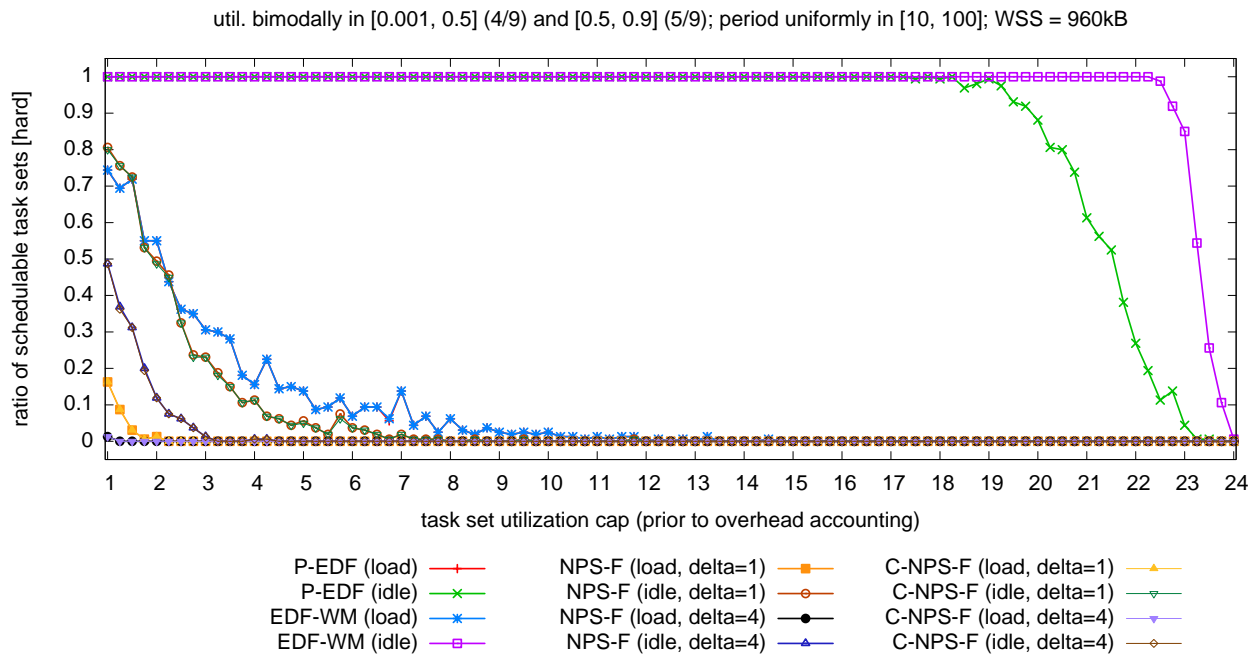 util. bimodally in [0.001, 0.5] (4/9) and [0.5, 0.9] (5/9); period uniformly in [10, 100]; WSS = 960kB
ratio of schedulable task sets [hard]
1
0.9
0.8
0.7
0.6
0.5
0.4
0.3
0.2
0.1
0
1 2 3 4 5 6 7 8 9 10 11 12 13 14 15 16 17 18 19 20 21 22 23 24
task set utilization cap (prior to overhead accounting)
P-EDF (load) NPS-F (load, delta=1) C-NPS-F (load, delta=1)
P-EDF (idle) NPS-F (idle, delta=1) C-NPS-F (idle, delta=1)
EDF-WM (load) NPS-F (load, delta=4) C-NPS-F (load, delta=4)
EDF-WM (idle) NPS-F (idle, delta=4) C-NPS-F (idle, delta=4)